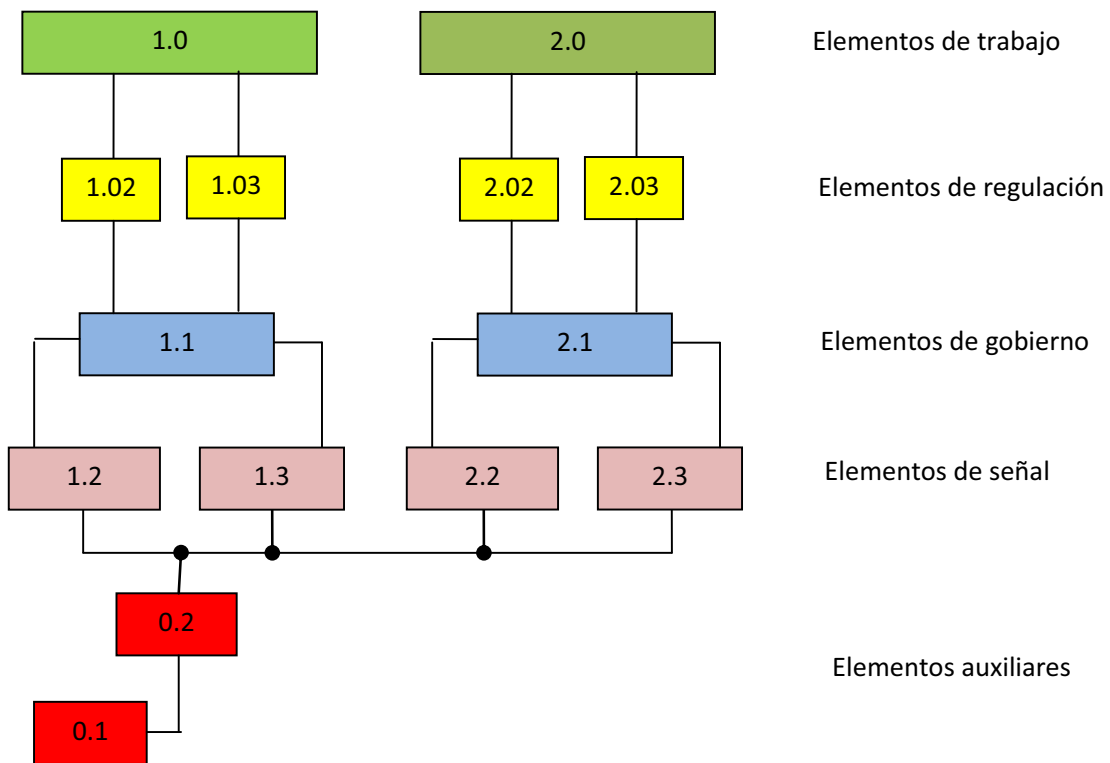 1.0 2.0 Elementos de trabajo
1.02 1.03 2.02 2.03 Elementos de regulación
1.1 2.1 Elementos de gobierno
1.2 1.3 2.2 2.3 Elementos de señal
0.2
Elementos auxiliares
0.1